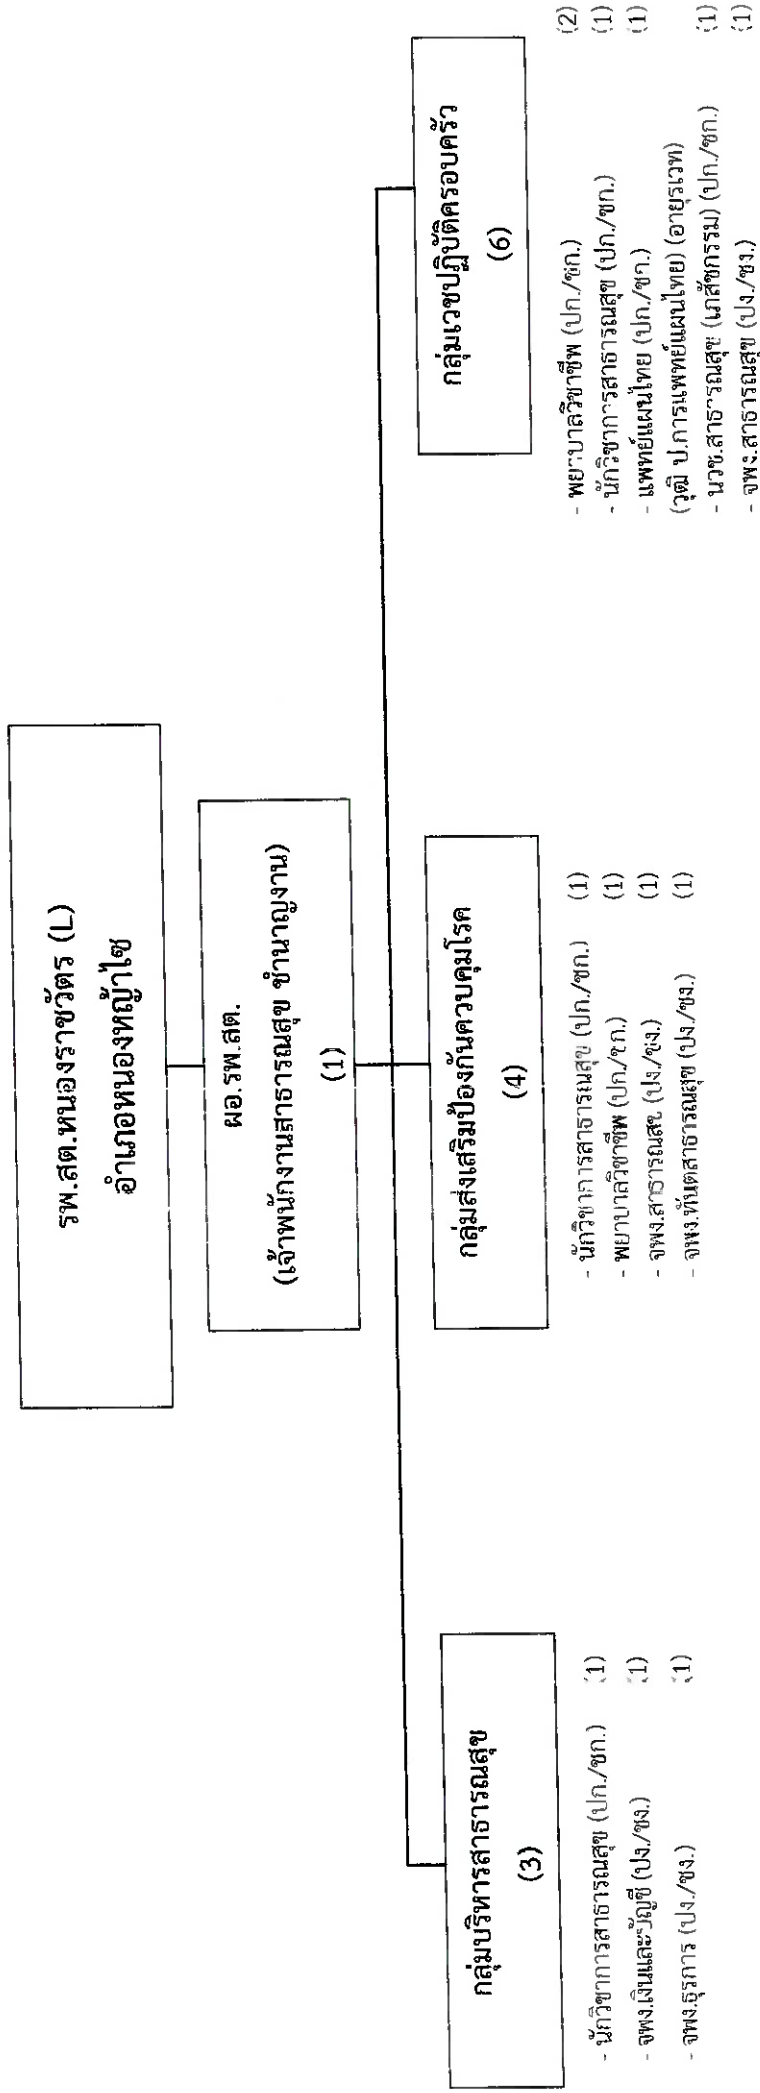 รพ.สต.หนองราชวัตร (L)
อำเภอหนองหญ้าไซ
ผอ.รพ.สต.
(เจ้าพนักงานสาธารณสุข ชำนาญงาน)
(1)
กลุ่มบริหารสาธารณสุข
(3)
- นักวิชาการสาธารณสุข (ปก./ชก.) (1)
- จพง.เงินและบัญชี (ปง./ชง.) (1)
- จพง.ธุรการ (ปง./ชง.) (1)
กลุ่มส่งเสริมป้องกันควบคุมโรค
(4)
- นักวิชาการสาธารณสุข (ปก./ชก.) (1)
- พยาบาลวิชาชีพ (ปก./ชก.) (1)
- จพง.สาธารณสุข (ปง./ชง.) (1)
- จพง.ทันตสาธารณสุข (ปง./ชง.) (1)
กลุ่มเวชปฏิบัติครอบครัว
(6)
- พยาบาลวิชาชีพ (ปก./ชก.) (2)
- นักวิชาการสาธารณสุข (ปก./ชก.) (1)
- แพทย์แผนไทย (ปก./ชก.) (1)
(วุฒิ ป.การแพทย์แผนไทย) (อายุรเวท)
- นวช.สาธารณสุข (เภสัชกรรม) (ปก./ชก.) (1)
- จพง.สาธารณสุข (ปง./ชง.) (1)